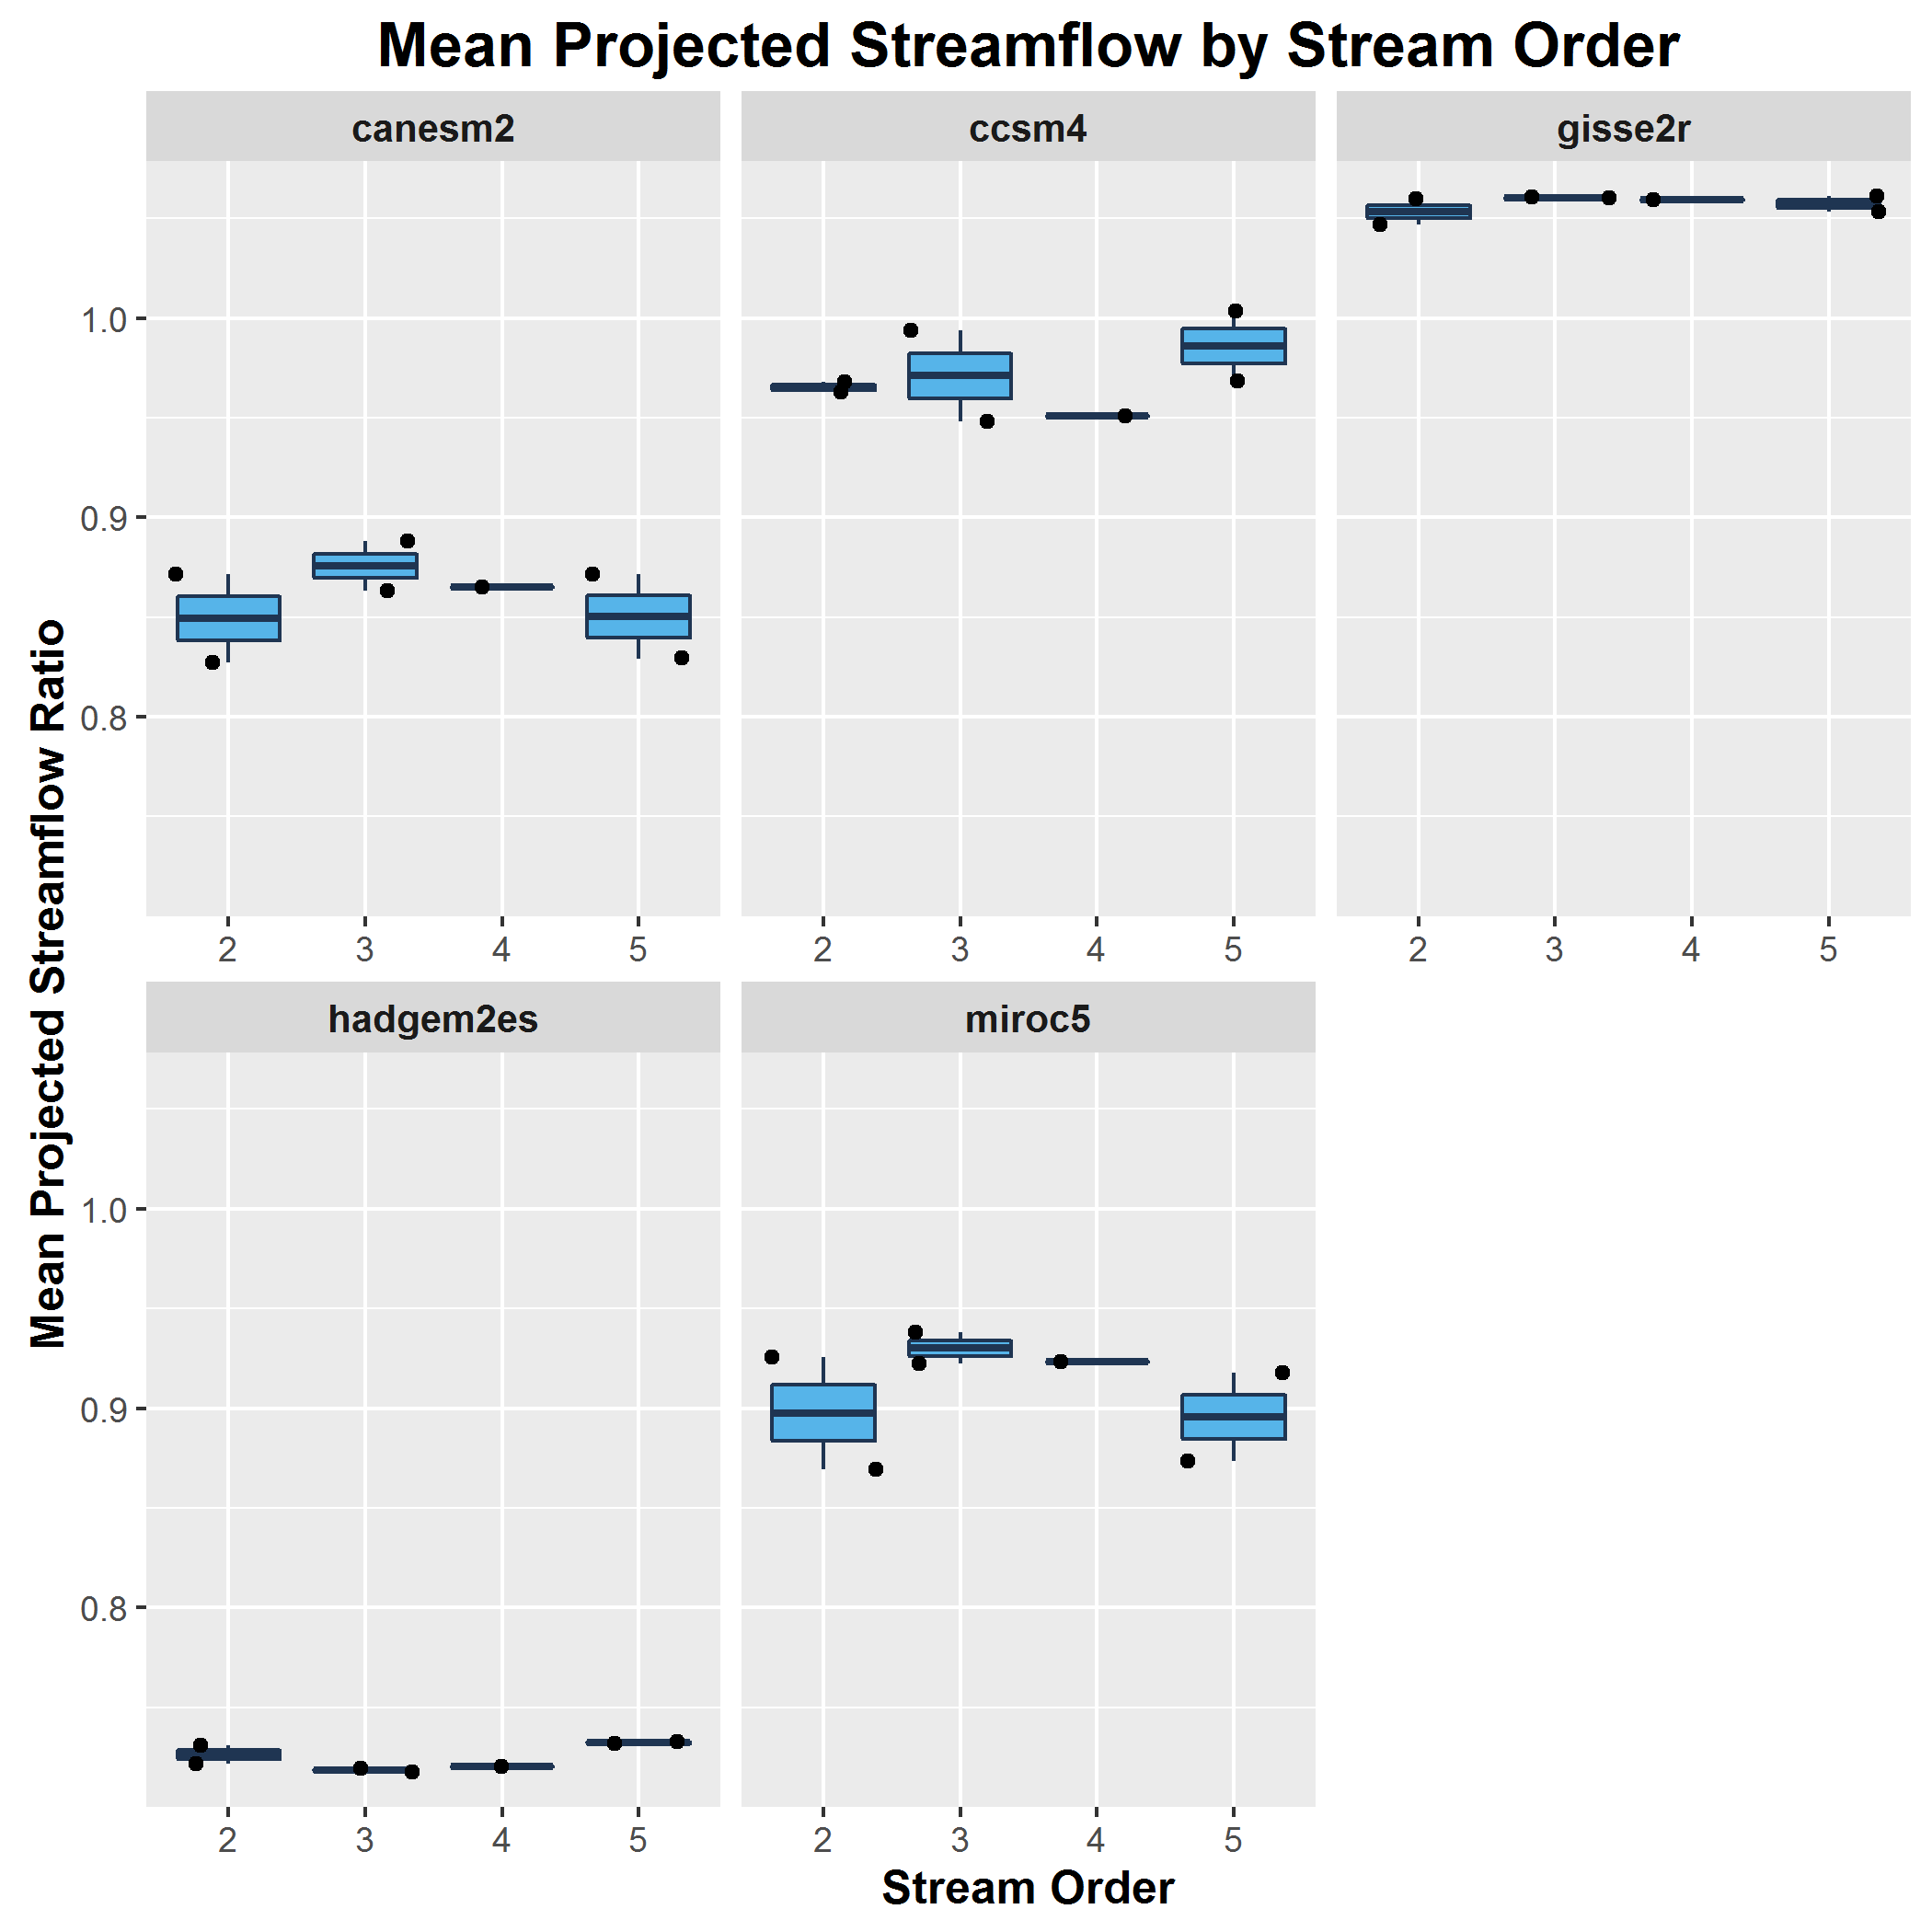 Mean Projected Streamflow by Stream Order
canesm2
ccsm4
gisse2r
1.0
0.9
0.8
2 3 4 5
2 3 4 5
2 3 4 5
Mean Projected Streamflow Ratio
hadgem2es
miroc5
1.0
0.9
0.8
2 3 4 5
2 3 4 5
Stream Order